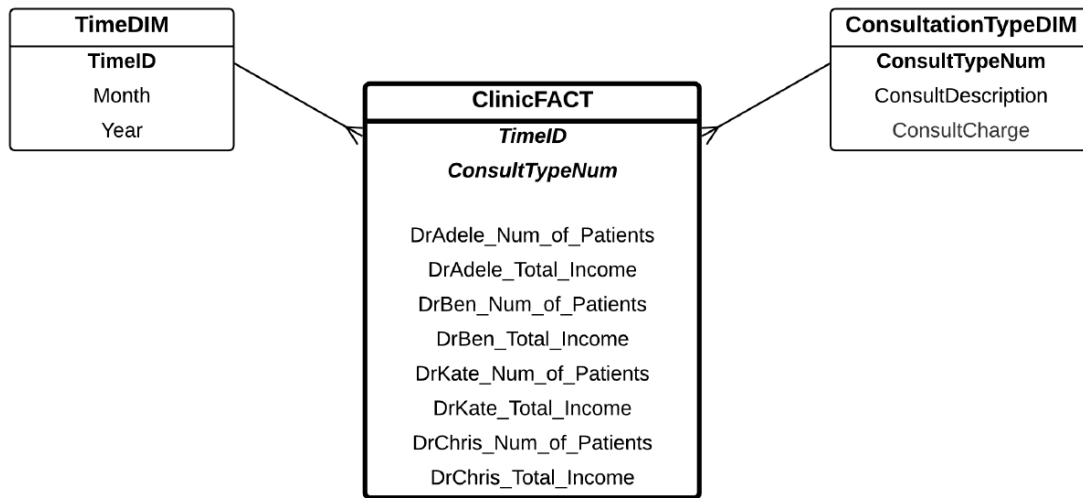 TimeDIM
TimeID
Month
Year
ClinicFACT
TimeID
ConsultTypeNum
DrAdele_Num_of_Patients
DrAdele_Total_Income
DrBen_Num_of_Patients
DrBen_Total_Income
DrKate_Num_of_Patients
DrKate_Total_Income
DrChris_Num_of_Patients
DrChris_Total_Income
ConsultationTypeDIM
ConsultTypeNum
ConsultDescription
ConsultCharge